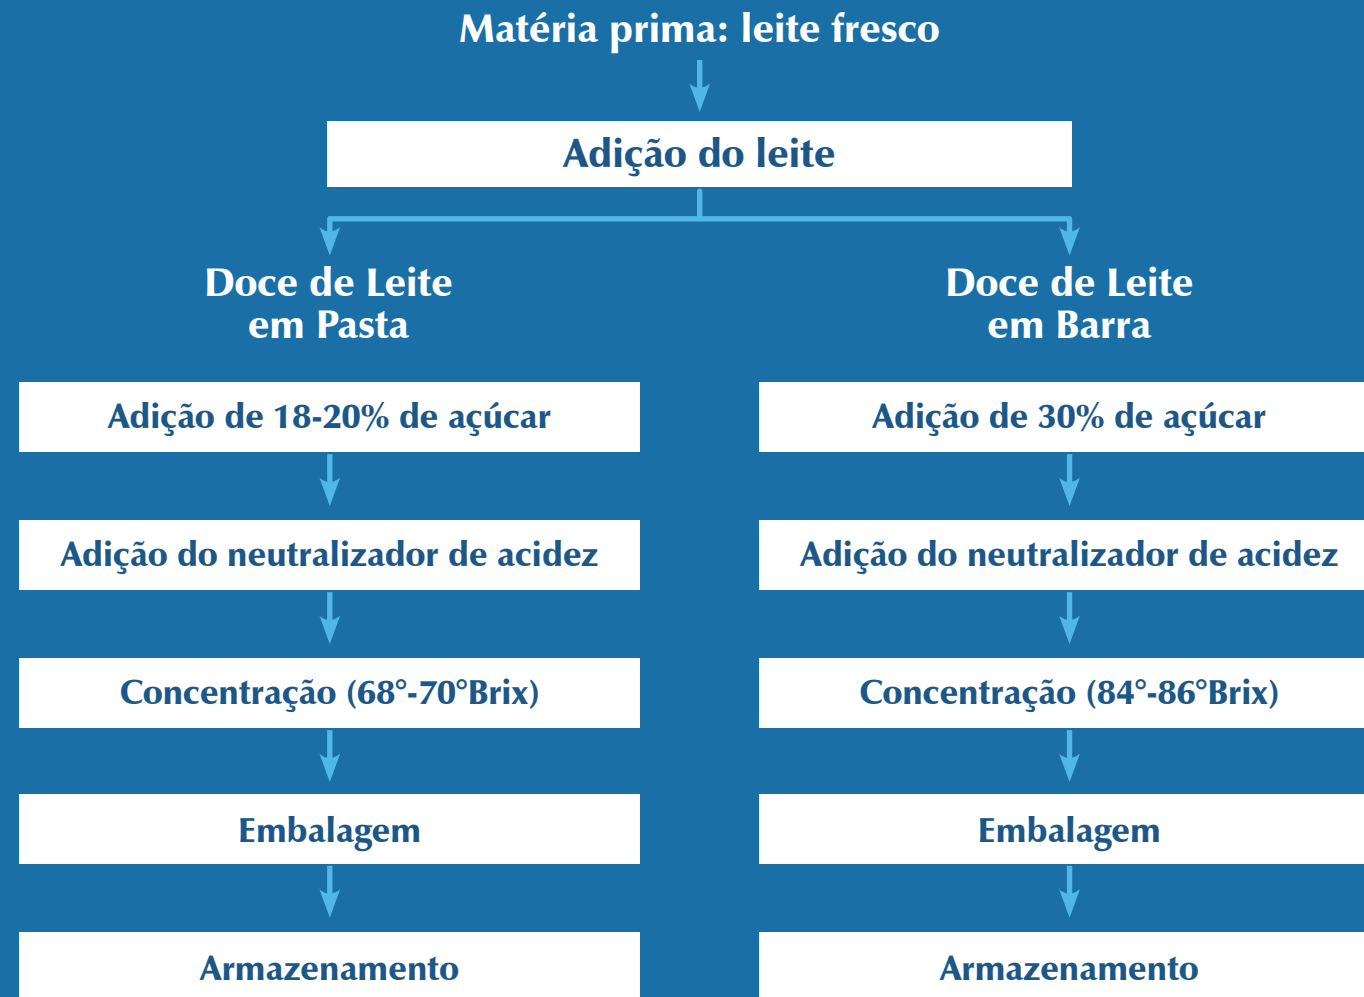 Matéria prima: leite fresco
Adição do leite
Doce de Leite
em Pasta
Adição de 18-20% de açúcar
Adição do neutralizador de acidez
Concentração (68°-70°Brix)
Embalagem
Armazenamento
Doce de Leite
em Barra
Adição de 30% de açúcar
Adição do neutralizador de acidez
Concentração (84°-86°Brix)
Embalagem
Armazenamento